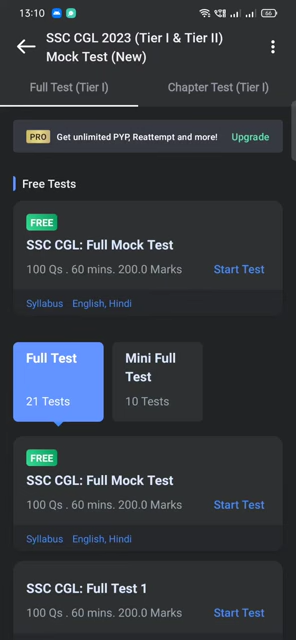 13:10
56
SSC CGL 2023 (Tier I & Tier II)
Mock Test (New)
Full Test (Tier I)
Chapter Test (Tier I)
PRO Get unlimited PYP, Reattempt and more! Upgrade
Free Tests
FREE
SSC CGL: Full Mock Test
100 Qs . 60 mins. 200.0 Marks Start Test
Syllabus English, Hindi
Full Test
21 Tests
Mini Full
Test
10 Tests
FREE
SSC CGL: Full Mock Test
100 Qs . 60 mins. 200.0 Marks Start Test
Syllabus English, Hindi
SSC CGL: Full Test 1
100 Qs . 60 mins. 200.0 Marks Start Test